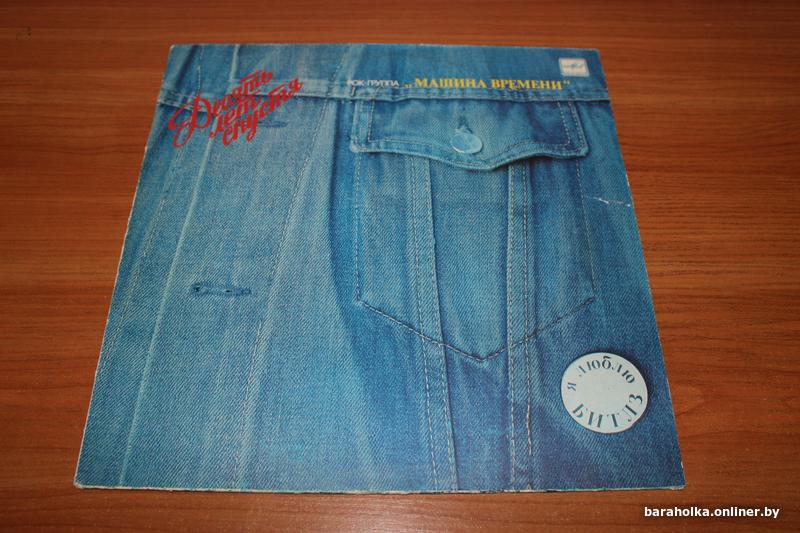 Десять
лет
спустя
РОК-ГРУППА „МАШИНА ВРЕМЕНИ“
Я ЛЮБЛЮ
БИТЛЗ
baraholka.onliner.by